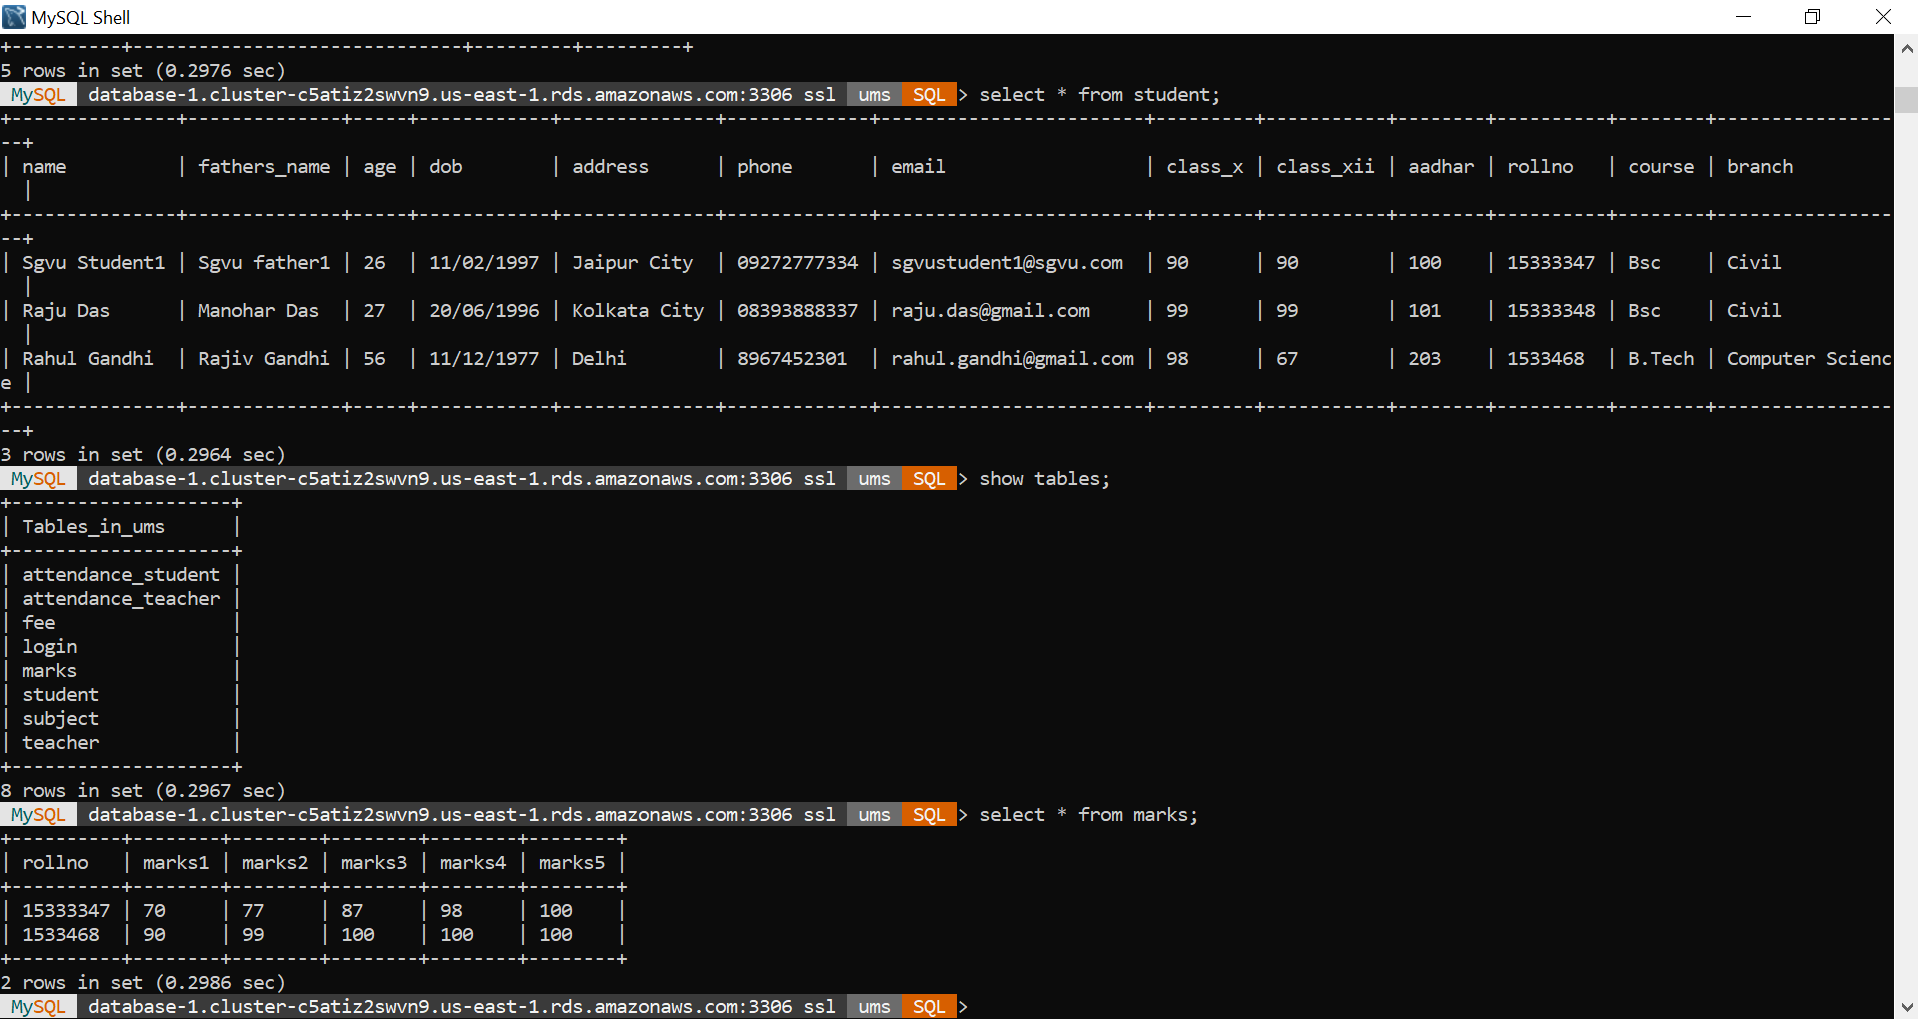 MySQL Shell
+----------+------------------------------+---------+---------+
5 rows in set (0.2976 sec)
MySQL database-1.cluster-c5atiz2swvn9.us-east-1.rds.amazonaws.com:3306 ssl ums SQL > select * from student;
+---------------+--------------+-----+------------+--------------+-------------+------------------------+---------+-----------+--------+----------+--------+----------------
--+
| name          | fathers_name | age | dob        | address      | phone       | email                  | class_x | class_xii | aadhar | rollno   | course | branch
  |
+---------------+--------------+-----+------------+--------------+-------------+------------------------+---------+-----------+--------+----------+--------+----------------
--+
| Sgvu Student1 | Sgvu father1 | 26  | 11/02/1997 | Jaipur City  | 09272777334 | sgvustudent1@sgvu.com  | 90      | 90        | 100    | 15333347 | Bsc    | Civil
  |
| Raju Das      | Manohar Das  | 27  | 20/06/1996 | Kolkata City | 08393888337 | raju.das@gmail.com     | 99      | 99        | 101    | 15333348 | Bsc    | Civil
  |
| Rahul Gandhi  | Rajiv Gandhi | 56  | 11/12/1977 | Delhi        | 8967452301  | rahul.gandhi@gmail.com | 98      | 67        | 203    | 1533468  | B.Tech | Computer Scienc
e |
+---------------+--------------+-----+------------+--------------+-------------+------------------------+---------+-----------+--------+----------+--------+----------------
--+
3 rows in set (0.2964 sec)
MySQL database-1.cluster-c5atiz2swvn9.us-east-1.rds.amazonaws.com:3306 ssl ums SQL > show tables;
+--------------------+
| Tables_in_ums      |
+--------------------+
| attendance_student |
| attendance_teacher |
| fee                |
| login              |
| marks              |
| student            |
| subject            |
| teacher            |
+--------------------+
8 rows in set (0.2967 sec)
MySQL database-1.cluster-c5atiz2swvn9.us-east-1.rds.amazonaws.com:3306 ssl ums SQL > select * from marks;
+----------+--------+--------+--------+--------+--------+
| rollno   | marks1 | marks2 | marks3 | marks4 | marks5 |
+----------+--------+--------+--------+--------+--------+
| 15333347 | 70     | 77     | 87     | 98     | 100    |
| 1533468  | 90     | 99     | 100    | 100    | 100    |
+----------+--------+--------+--------+--------+--------+
2 rows in set (0.2986 sec)
MySQL database-1.cluster-c5atiz2swvn9.us-east-1.rds.amazonaws.com:3306 ssl ums SQL >